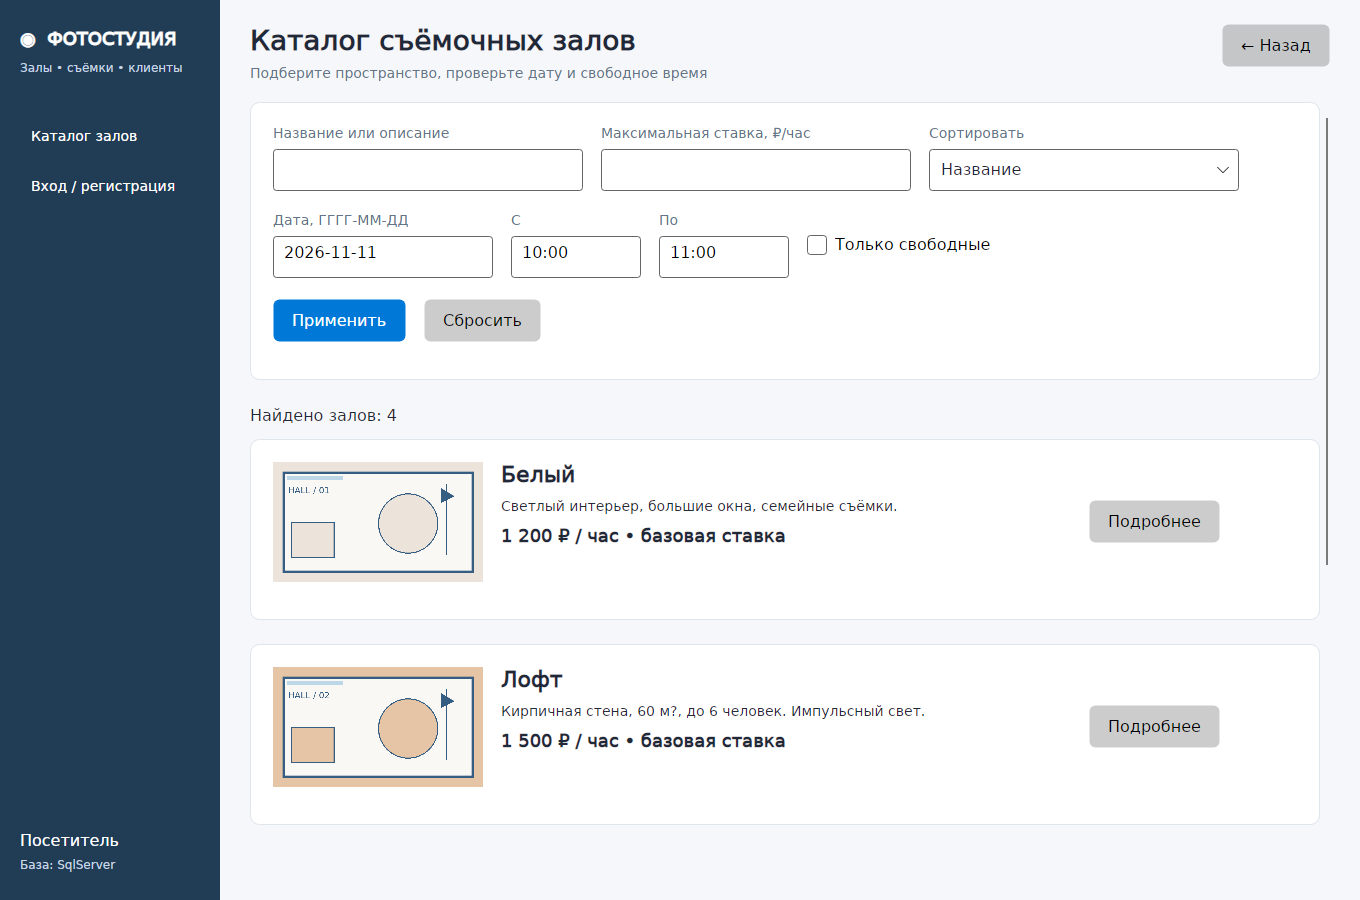 ◉ ФОТОСТУДИЯ
Залы • съёмки • клиенты
Каталог залов
Вход / регистрация
Посетитель
База: SqlServer
Каталог съёмочных залов
← Назад
Подберите пространство, проверьте дату и свободное время
Название или описание
Максимальная ставка, ₽/час
Сортировать
Название
Дата, ГГГГ-ММ-ДД
С
По
2026-11-11
10:00
11:00
Только свободные
Применить
Сбросить
Найдено залов: 4
HALL / 01
Белый
Светлый интерьер, большие окна, семейные съёмки.
1 200 ₽ / час • базовая ставка
Подробнее
HALL / 02
Лофт
Кирпичная стена, 60 м?, до 6 человек. Импульсный свет.
1 500 ₽ / час • базовая ставка
Подробнее